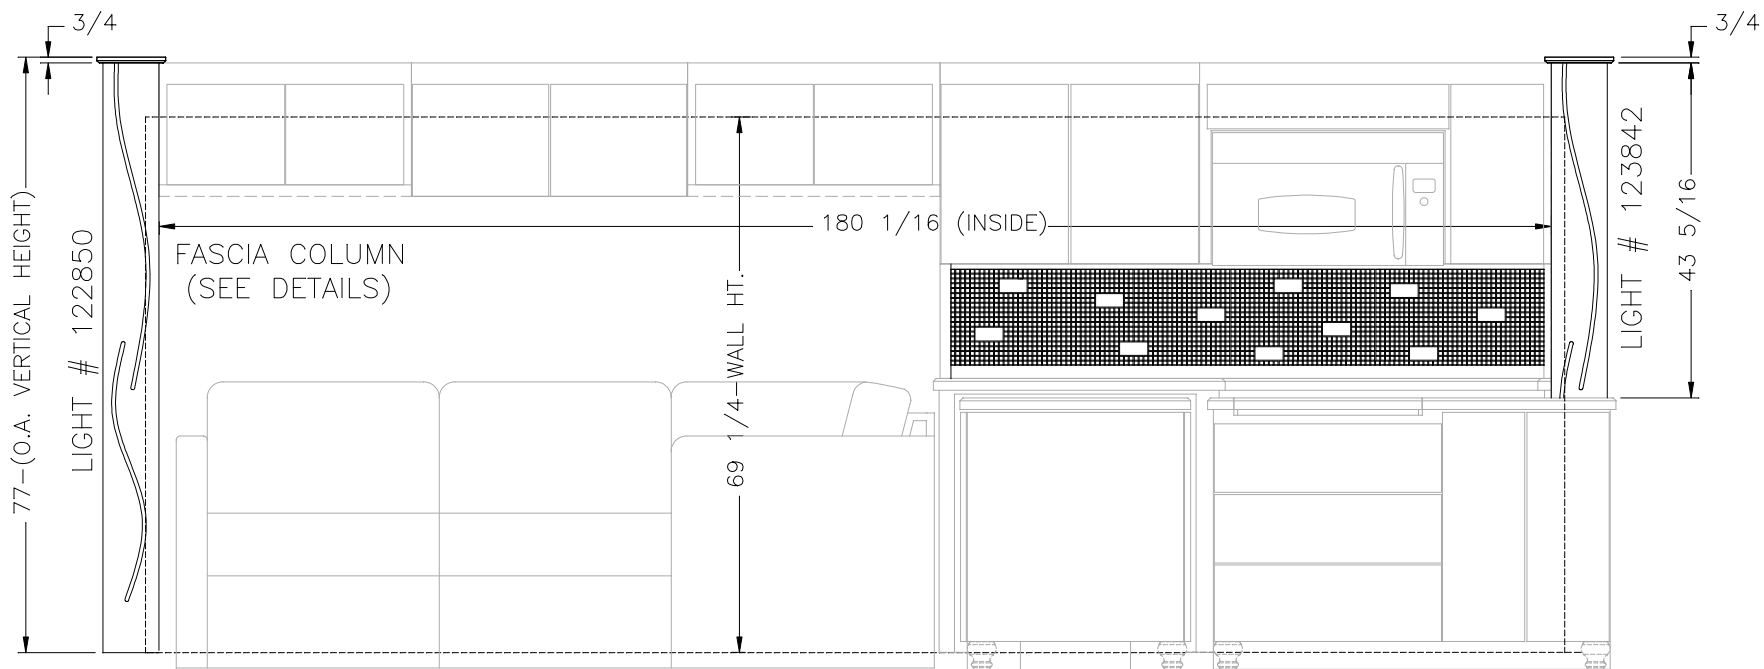 3/4
3/4
77-(O.A. VERTICAL HEIGHT)
LIGHT # 122850
FASCIA COLUMN
(SEE DETAILS)
180 1/16 (INSIDE)
69 1/4-WALL HT.
LIGHT # 123842
43 5/16